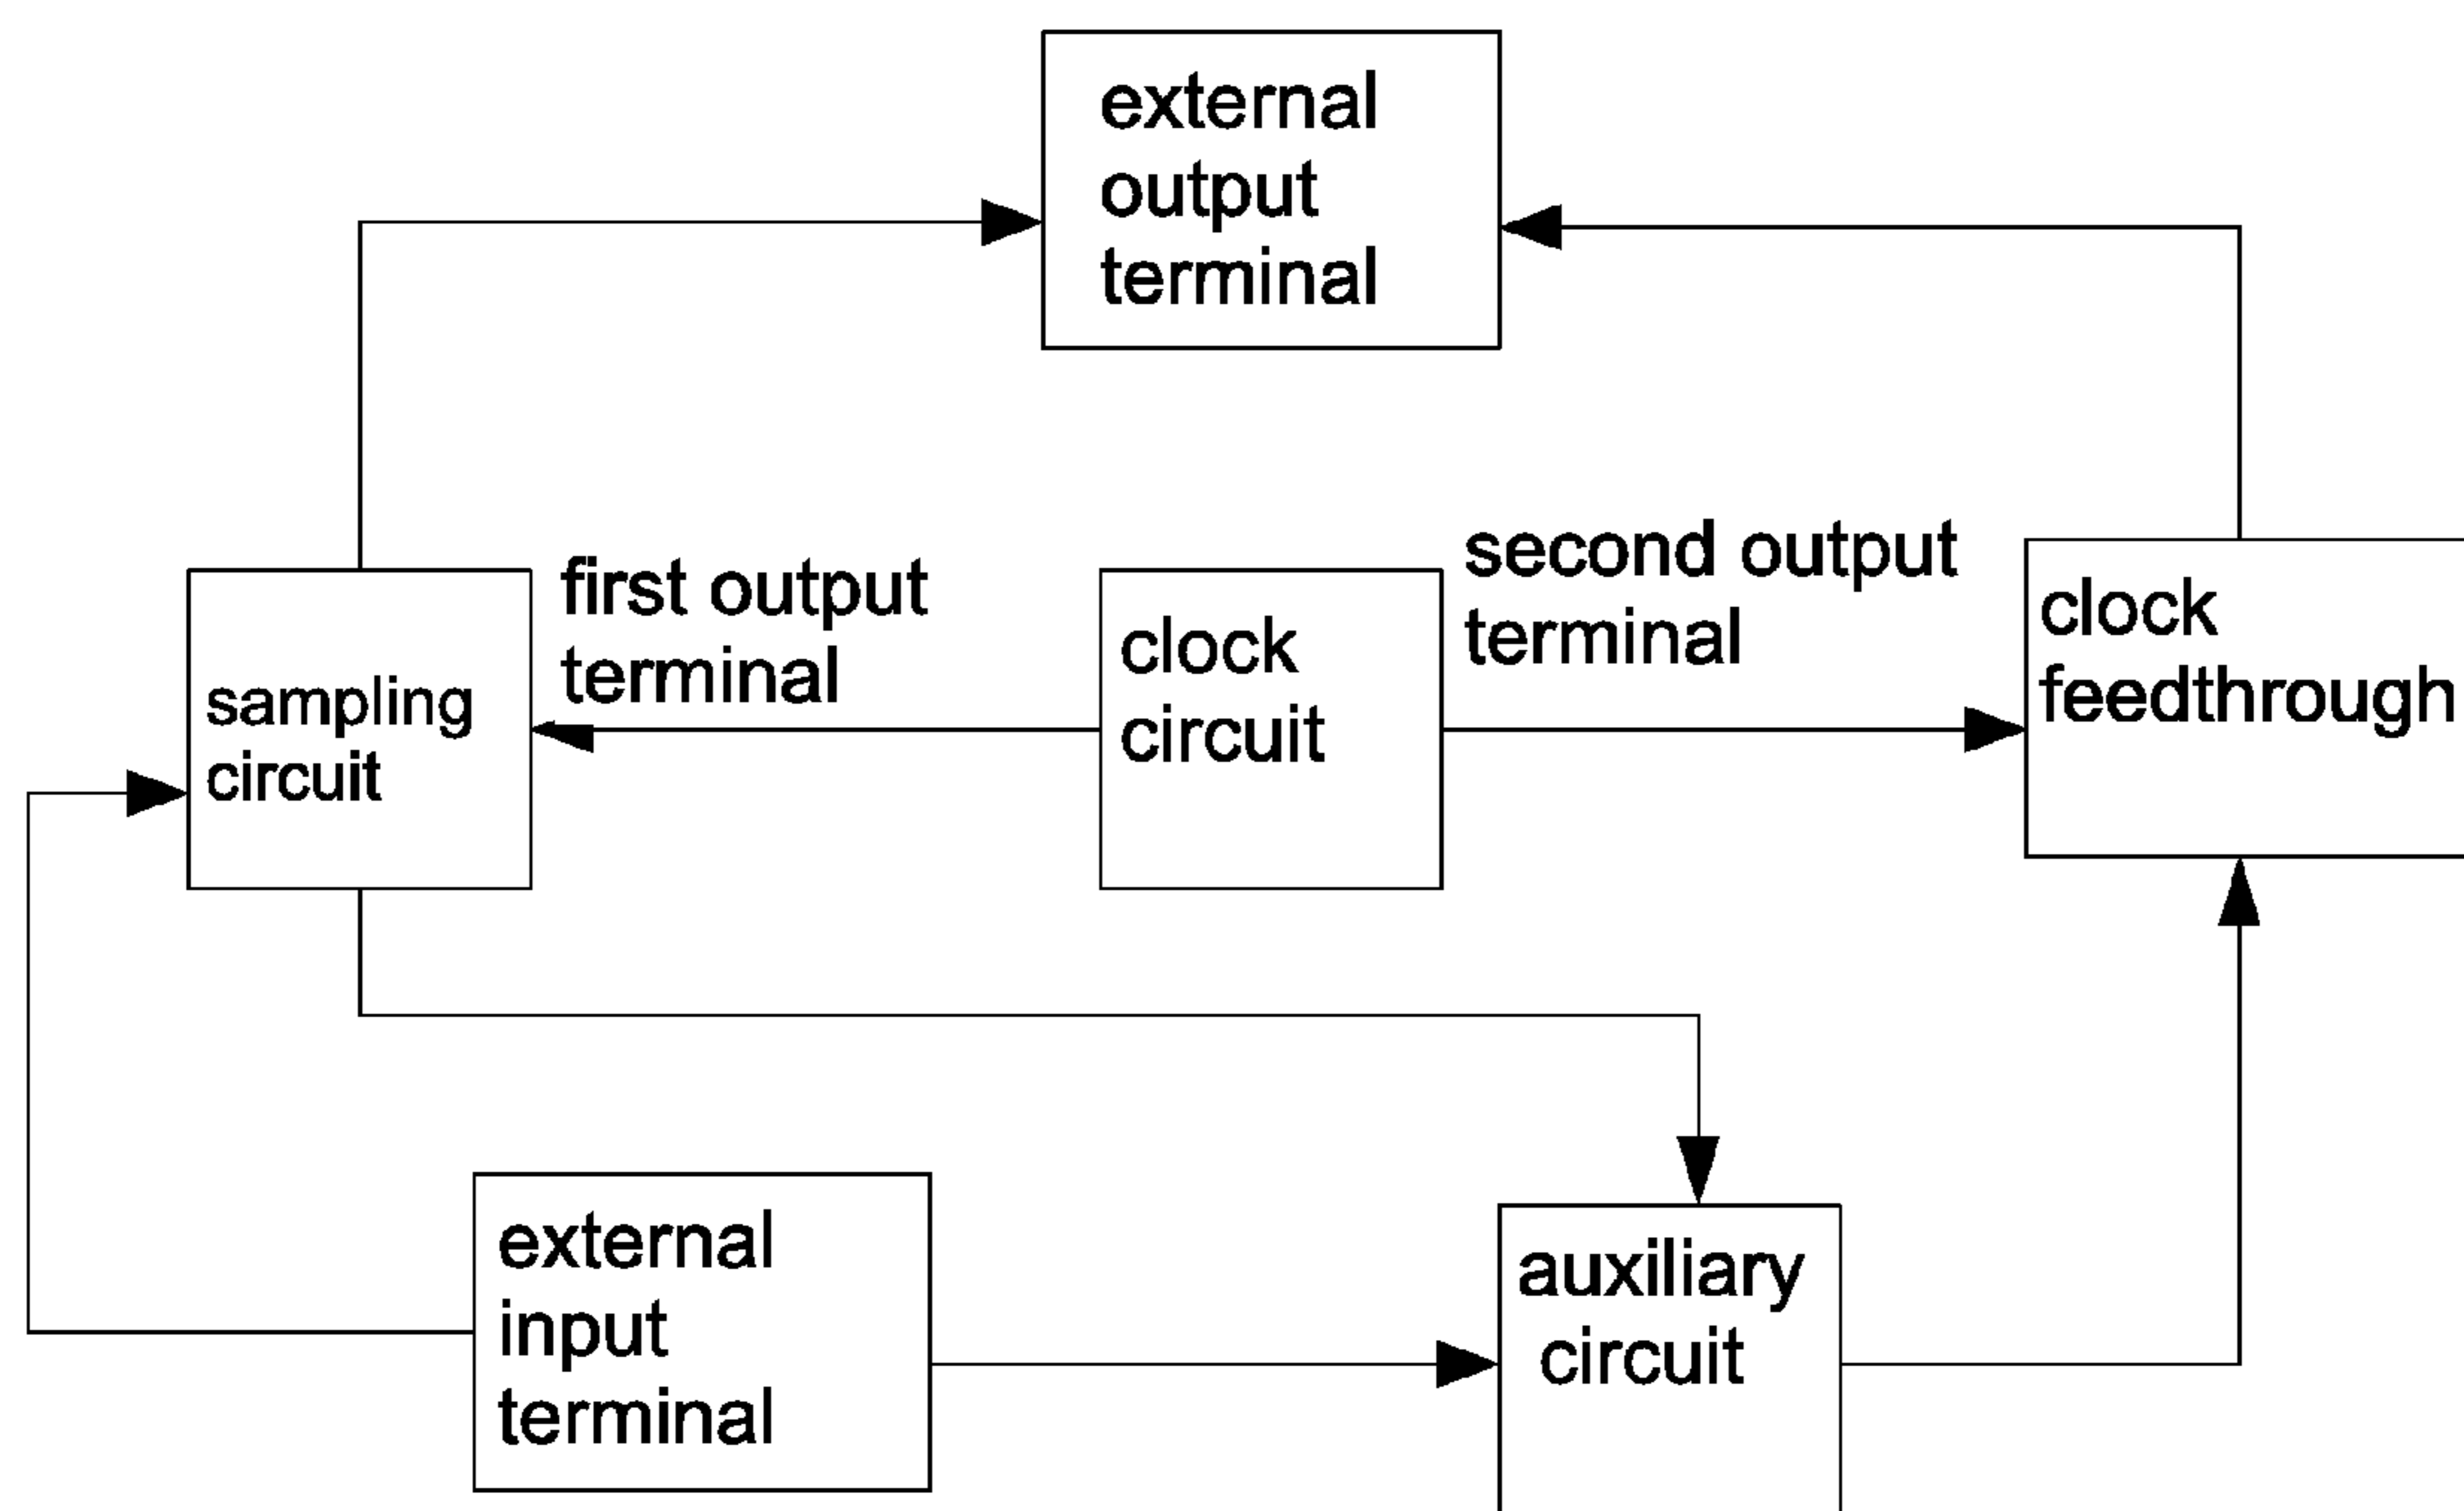 external
output
terminal
first output
terminal
second output
terminal
sampling
circuit
clock
circuit
clock
feedthrough
external
input
terminal
auxiliary
circuit